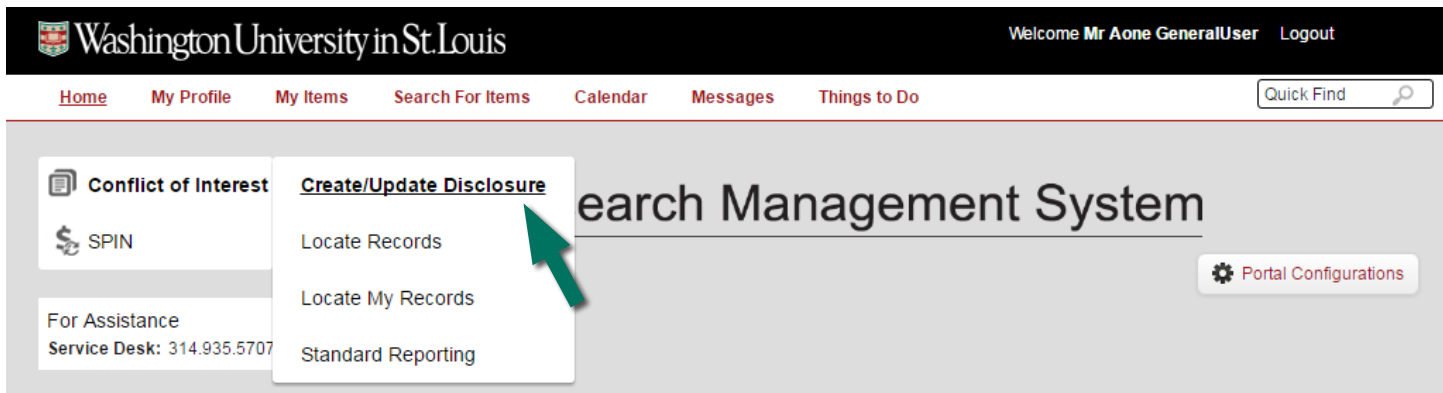 Washington University in St. Louis
Welcome Mr Aone GeneralUser Logout
Home My Profile My Items Search For Items Calendar Messages Things to Do Quick Find
Conflict of Interest
SPIN
Create/Update Disclosure
Locate Records
Locate My Records
Standard Reporting
earch Management System
Portal Configurations
For Assistance
Service Desk: 314.935.5707